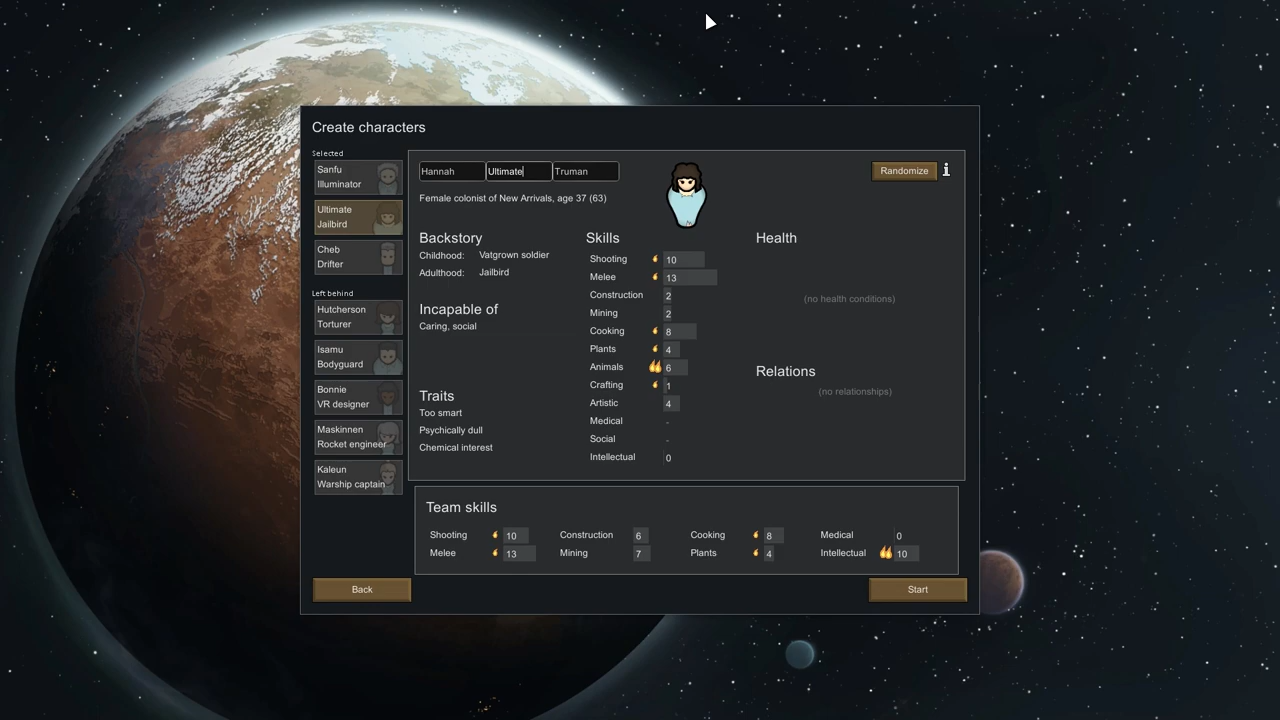 Create characters
Selected
Sanfu
Illuminator
Ultimate
Jailbird
Cheb
Drifter
Left behind
Hutcherson
Torturer
Isamu
Bodyguard
Bonnie
VR designer
Maskinnen
Rocket engineer
Kaleun
Warship captain
Hannah Ultimate Truman
Randomize i
Female colonist of New Arrivals, age 37 (63)
Backstory
Childhood: Vatgrown soldier
Adulthood: Jailbird
Incapable of
Caring, social
Traits
Too smart
Psychically dull
Chemical interest
Skills
Shooting 10
Melee 13
Construction 2
Mining 2
Cooking 8
Plants 4
Animals 6
Crafting 1
Artistic 4
Medical -
Social -
Intellectual 0
Health
(no health conditions)
Relations
(no relationships)
Team skills
Shooting 10 Construction 6 Cooking 8 Medical 0
Melee 13 Mining 7 Plants 4 Intellectual 10
Back Start